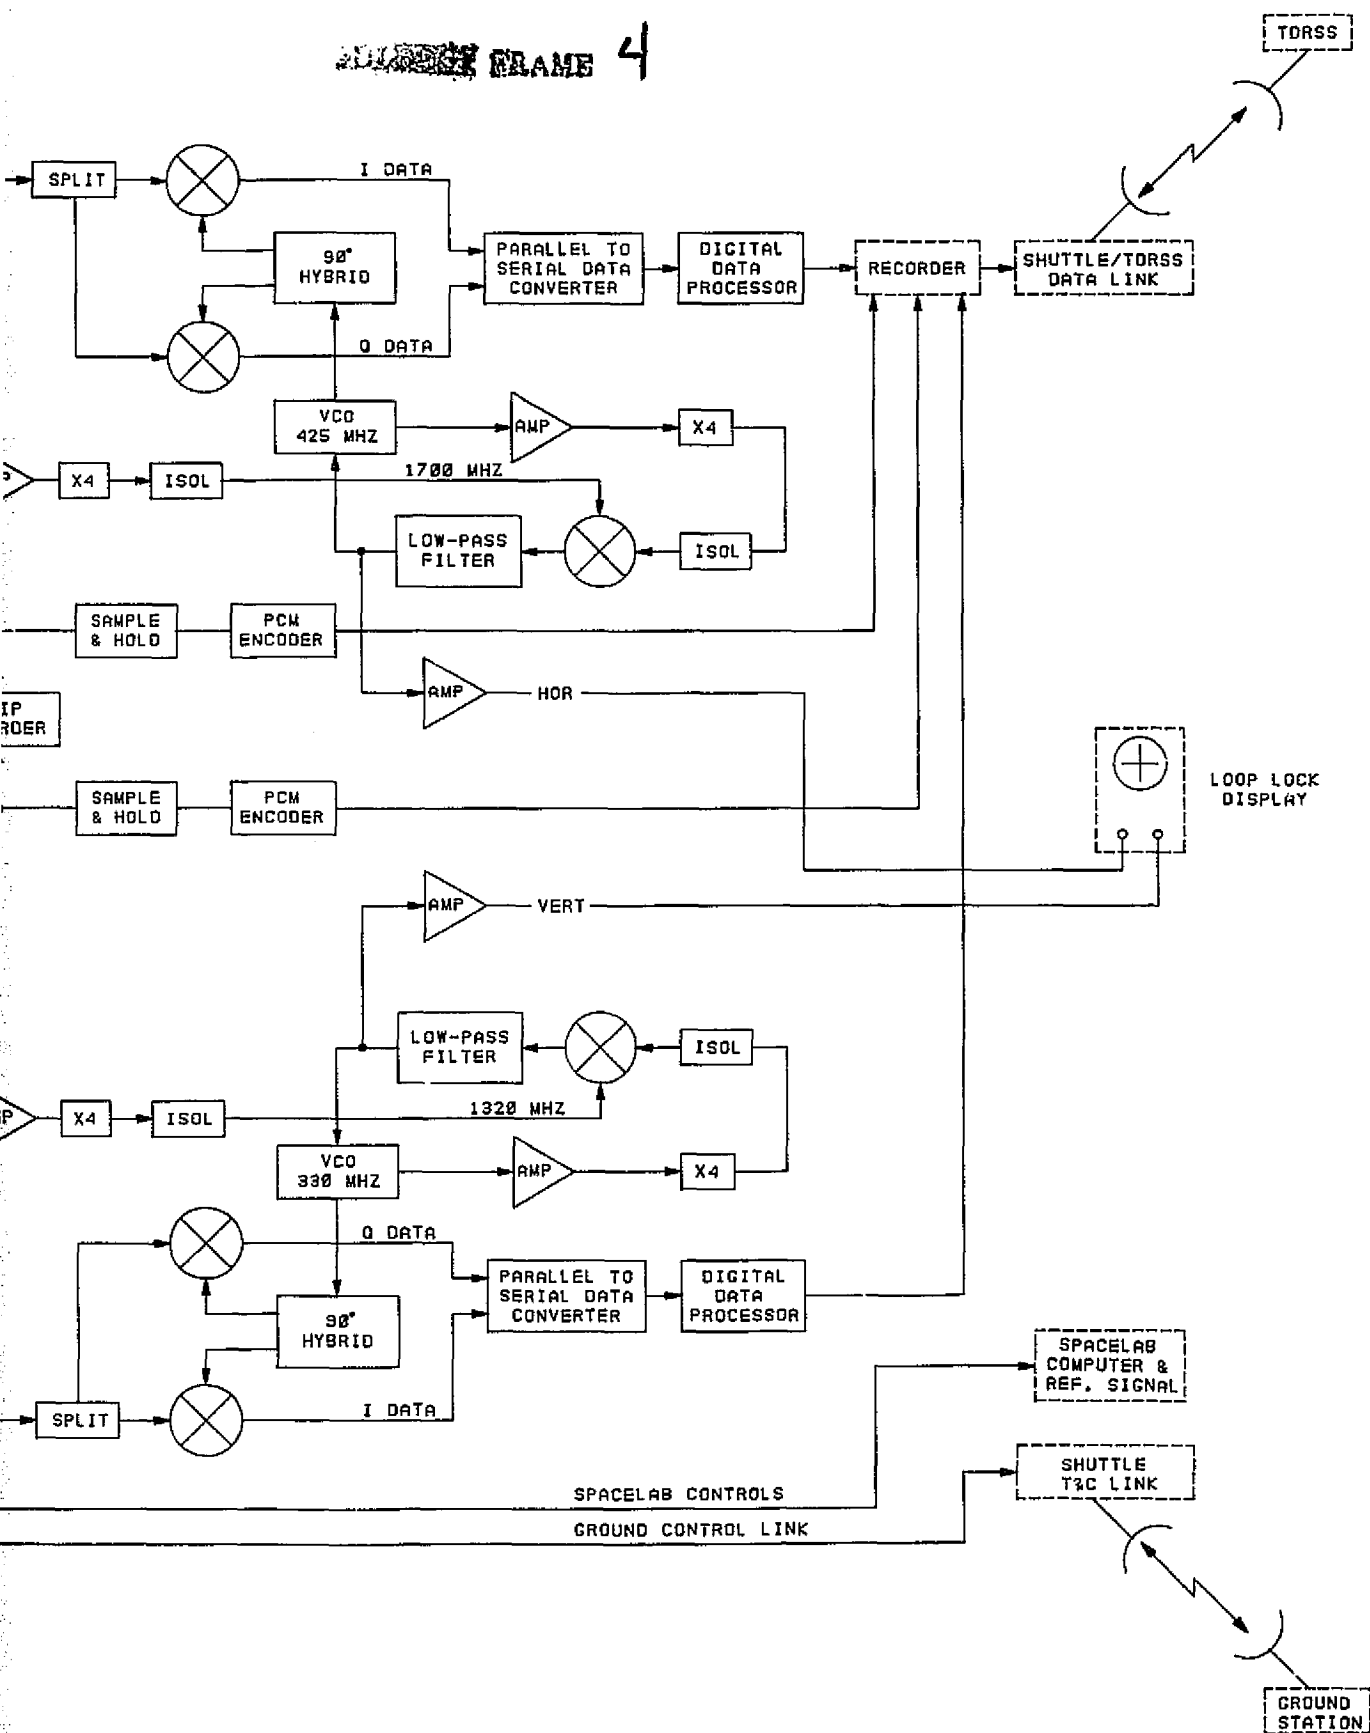 FRAME 4
TDRSS
SPLIT
I DATA
90°
HYBRID
PARALLEL TO
SERIAL DATA
CONVERTER
DIGITAL
DATA
PROCESSOR
RECORDER
SHUTTLE/TDRSS
DATA LINK
Q DATA
VCO
425 MHZ
AMP
X4
X4
ISOL
1700 MHZ
LOW-PASS
FILTER
ISOL
SAMPLE
& HOLD
PCM
ENCODER
AMP
HOR
IP
RDER
LOOP LOCK
DISPLAY
SAMPLE
& HOLD
PCM
ENCODER
AMP
VERT
LOW-PASS
FILTER
ISOL
P
X4
ISOL
1320 MHZ
VCO
330 MHZ
AMP
X4
Q DATA
90°
HYBRID
PARALLEL TO
SERIAL DATA
CONVERTER
DIGITAL
DATA
PROCESSOR
SPACELAB
COMPUTER &
REF. SIGNAL
SPLIT
I DATA
SHUTTLE
T&C LINK
SPACELAB CONTROLS
GROUND CONTROL LINK
GROUND
STATION